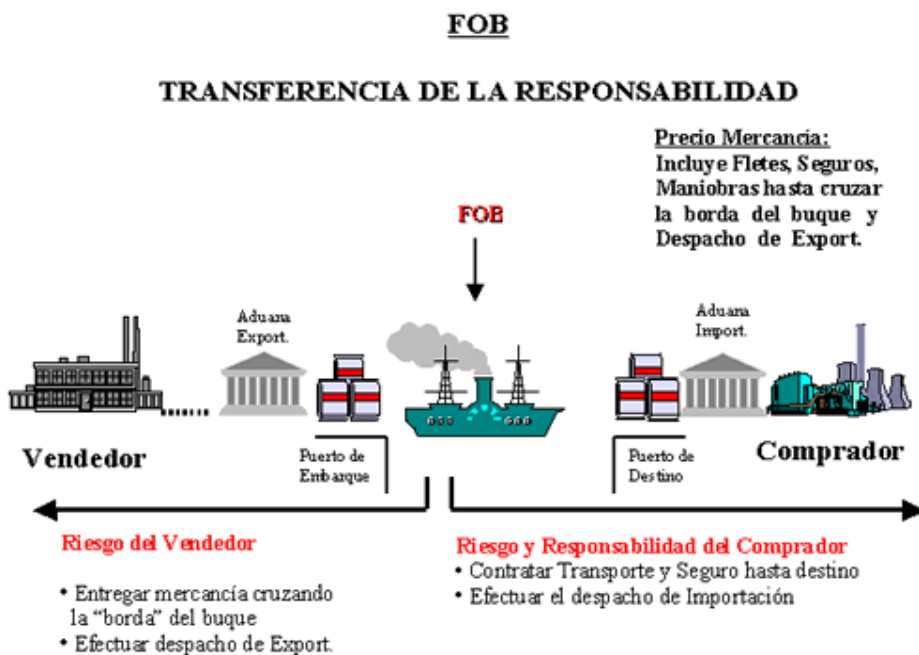 FOB
TRANSFERENCIA DE LA RESPONSABILIDAD
Precio Mercancía:
Incluye Fletes, Seguros,
Maniobras hasta cruzar
la borda del buque y
Despacho de Export.
FOB
Aduana
Export.
Aduana
Import.
Vendedor
Puerto de
Embarque
Puerto de
Destino
Comprador
Riesgo del Vendedor
• Entregar mercancía cruzando
la “borda” del buque
• Efectuar despacho de Export.
Riesgo y Responsabilidad del Comprador
• Contratar Transporte y Seguro hasta destino
• Efectuar el despacho de Importación